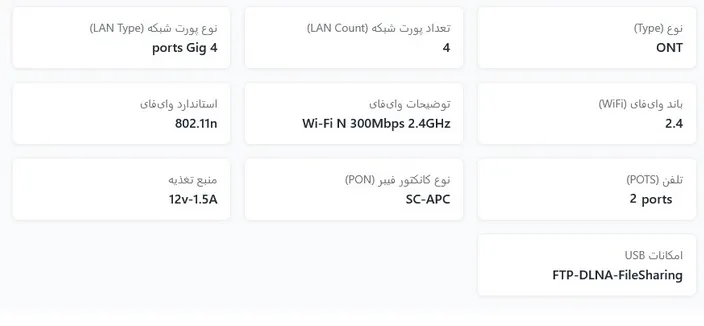 نوع (Type)
ONT
تعداد پورت شبکه (LAN Count)
4
نوع پورت شبکه (LAN Type)
4 ports Gig
باند وای‌فای (WiFi)
2.4
توضیحات وای‌فای
Wi-Fi N 300Mbps 2.4GHz
استاندارد وای‌فای
802.11n
تلفن (POTS)
2 ports
نوع کانکتور فیبر (PON)
SC-APC
منبع تغذیه
12v-1.5A
امکانات USB
FTP-DLNA-FileSharing